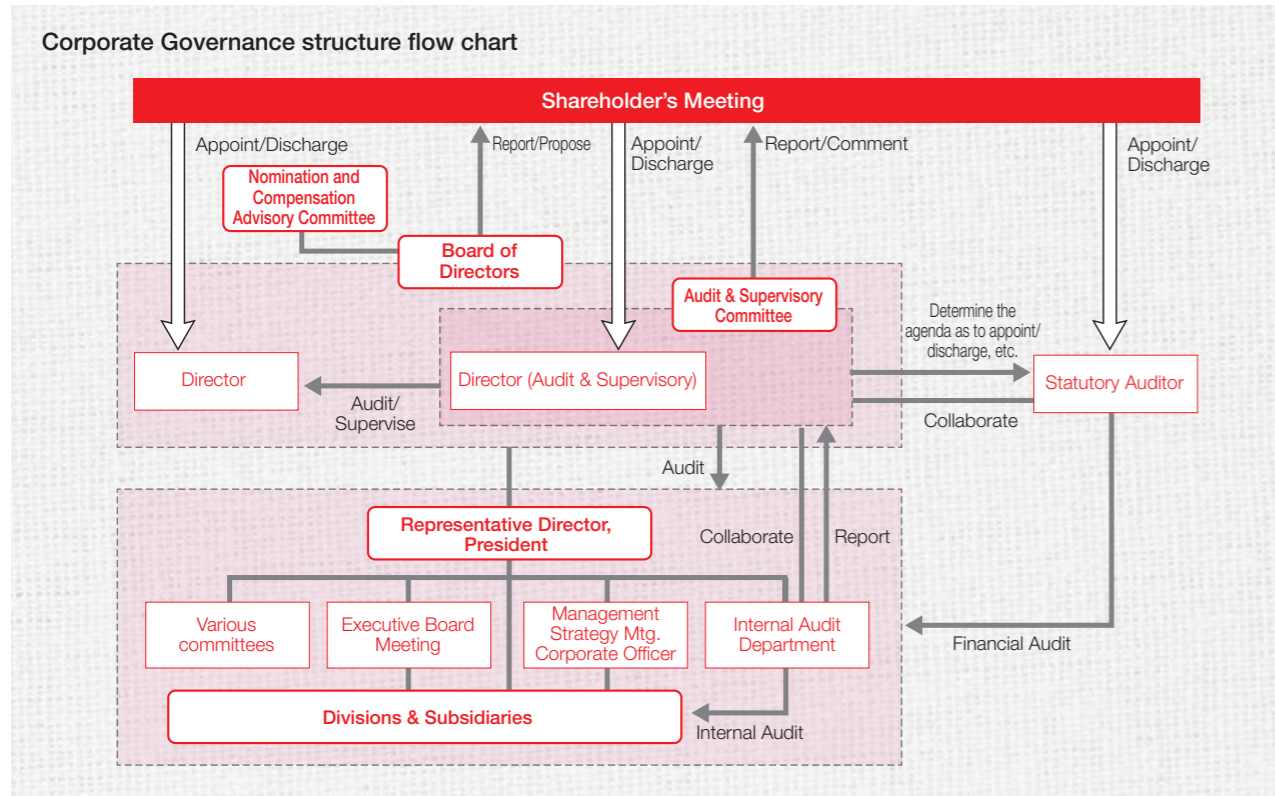 Corporate Governance structure flow chart
Shareholder's Meeting
Appoint/Discharge
Report/Propose
Appoint/
Discharge
Report/Comment
Appoint/
Discharge
Nomination and
Compensation
Advisory Committee
Board of
Directors
Audit & Supervisory
Committee
Determine the
agenda as to appoint/
discharge, etc.
Director
Director (Audit & Supervisory)
Statutory Auditor
Audit/
Supervise
Collaborate
Audit
Representative Director,
President
Collaborate
Report
Various
committees
Executive Board
Meeting
Management
Strategy Mtg.
Corporate Officer
Internal Audit
Department
Financial Audit
Divisions & Subsidiaries
Internal Audit